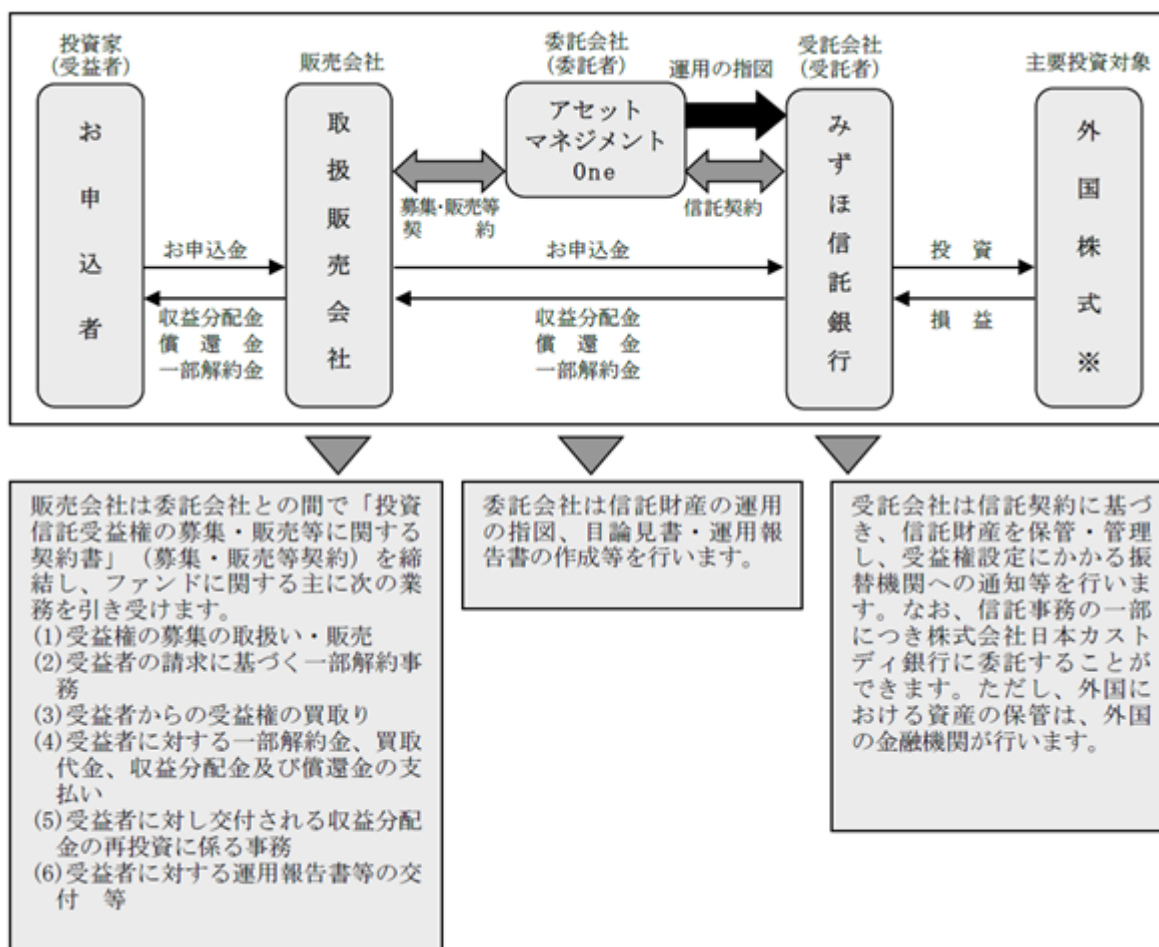 投資家
(受益者)
販売会社
委託会社
(委託者)
運用の指図
受託会社
(受託者)
主要投資対象
お申込者
取扱販売会社
アセット
マネジメント
One
みずほ信託銀行
外国株式※
募集・販売等
契　約
信託契約
お申込金
収益分配金
償　還　金
一部解約金
お申込金
収益分配金
償　還　金
一部解約金
投　資
損　益
販売会社は委託会社との間で「投資
信託受益権の募集・販売等に関する
契約書」（募集・販売等契約）を締
結し、ファンドに関する主に次の業
務を引き受けます。
(1)受益権の募集の取扱い・販売
(2)受益者の請求に基づく一部解約事
務
(3)受益者からの受益権の買取り
(4)受益者に対する一部解約金、買取
代金、収益分配金及び償還金の支
払い
(5)受益者に対し交付される収益分配
金の再投資に係る事務
(6)受益者に対する運用報告書等の交
付　等
委託会社は信託財産の運用
の指図、目論見書・運用報
告書の作成等を行います。
受託会社は信託契約に基づ
き、信託財産を保管・管理
し、受益権設定にかかる振
替機関への通知等を行いま
す。なお、信託事務の一部
につき株式会社日本カスト
ディ銀行に委託することが
できます。ただし、外国に
おける資産の保管は、外国
の金融機関が行います。